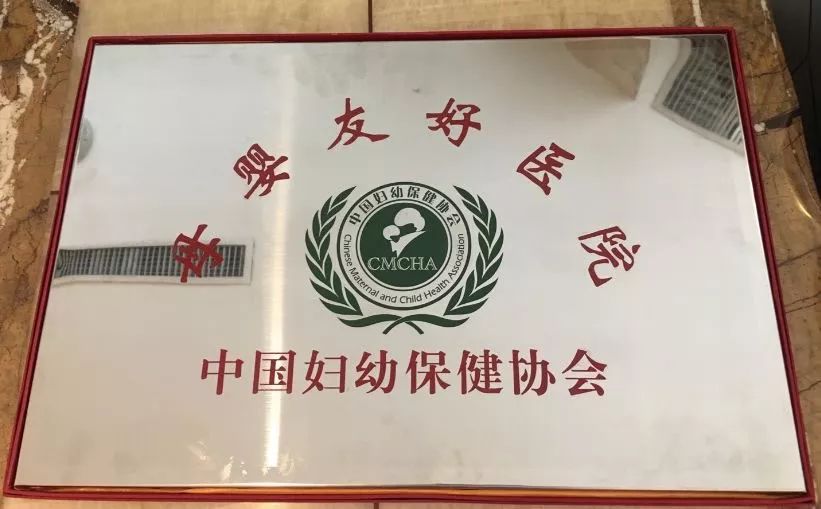 母婴友好医院
中国妇幼保健协会
CMCHA
Chinese Maternal and Child Health Association
中国妇幼保健协会